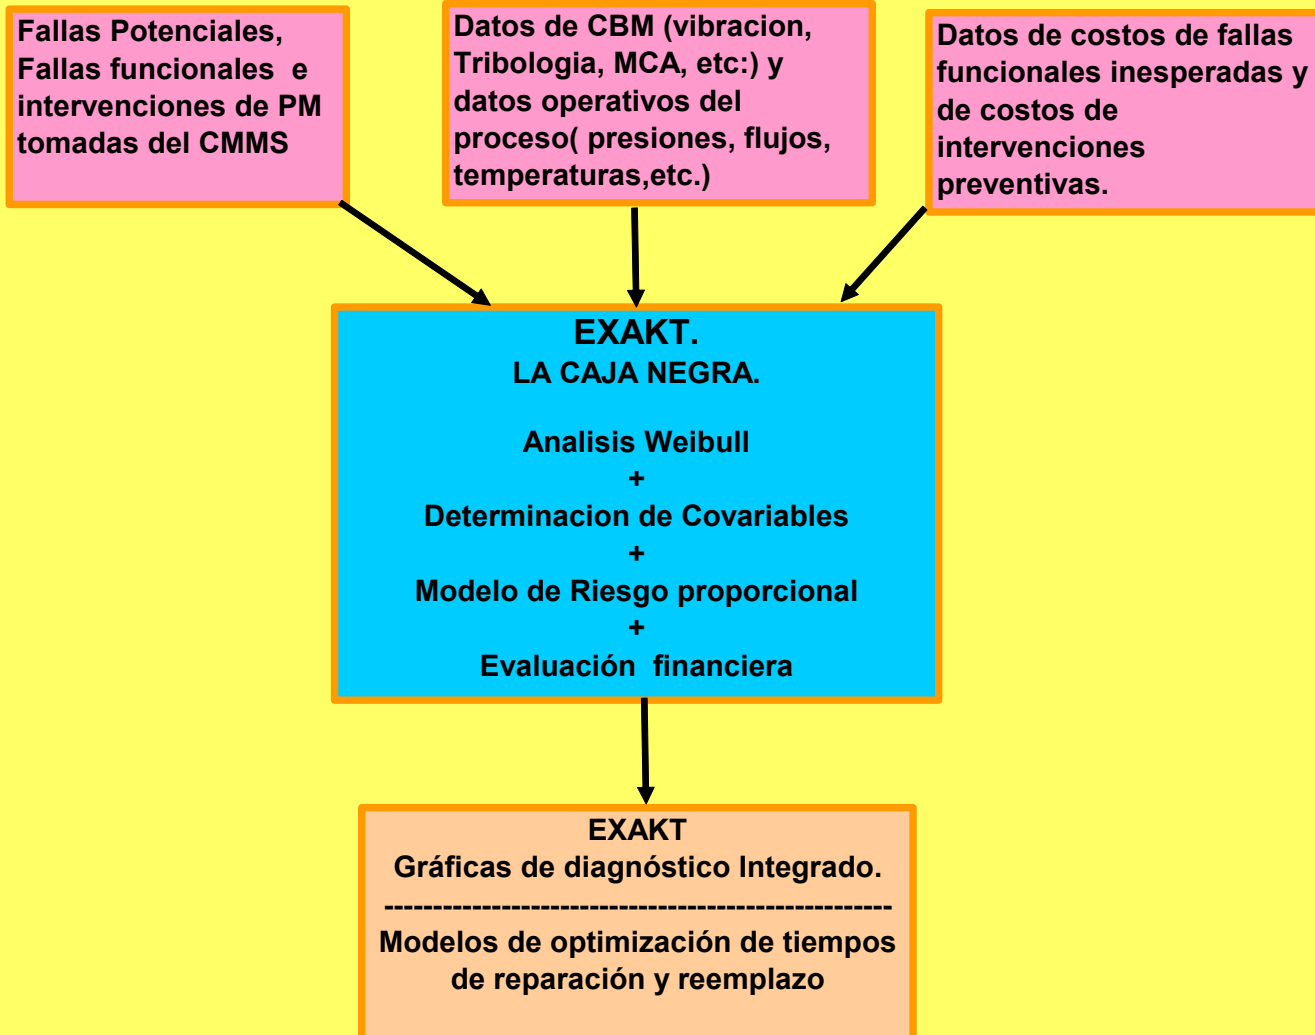 Fallas Potenciales,
Fallas funcionales e
intervenciones de PM
tomadas del CMMS
Datos de CBM (vibracion,
Tribologia, MCA, etc:) y
datos operativos del
proceso( presiones, flujos,
temperaturas,etc.)
Datos de costos de fallas
funcionales inesperadas y
de costos de
intervenciones
preventivas.
EXAKT.
LA CAJA NEGRA.
Analisis Weibull
+
Determinacion de Covariables
+
Modelo de Riesgo proporcional
+
Evaluación financiera
EXAKT
Gráficas de diagnóstico Integrado.
----------------------------------------------------
Modelos de optimización de tiempos
de reparación y reemplazo